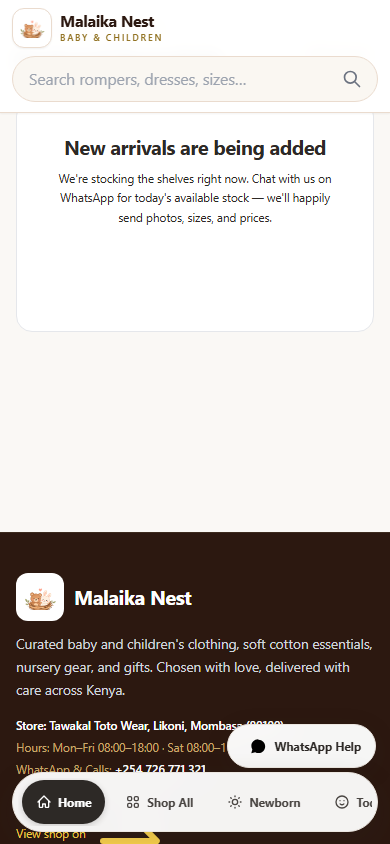 Malaika Nest
BABY & CHILDREN
Search rompers, dresses, sizes...
New arrivals are being added
We're stocking the shelves right now. Chat with us on
WhatsApp for today's available stock — we'll happily
send photos, sizes, and prices.
Malaika Nest
Curated baby and children's clothing, soft cotton essentials,
nursery gear, and gifts. Chosen with love, delivered with
care across Kenya.
Store: Tawakal Toto Wear, Likoni, Mombasa
Hours: Mon–Fri 08:00–18:00 · Sat 08:00–1
WhatsApp Help
WhatsApp & Calls: +254 726 771 321
Home
Shop All
Newborn
View shop on